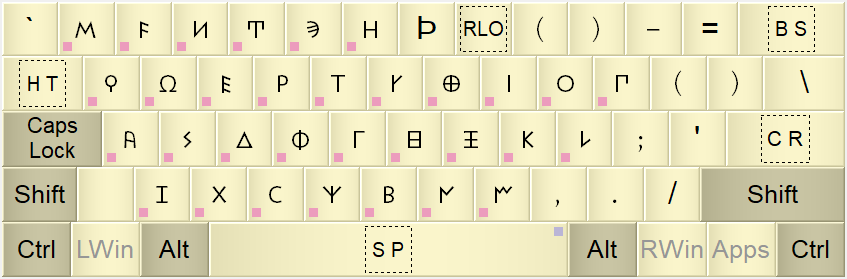 ` Ϻ Ϝ Ͷ Ͳ Э Η Þ RLO ( ) – = BS
HT Ϙ Ω Ε Ρ Τ Υ Θ Ι Ο Π ( ) \
Caps Lock Α Σ Δ Φ Γ Η Ξ Κ Λ ; ' CR
Shift Ζ Χ Ϲ Ψ Β Ν Μ , . / Shift
Ctrl LWin Alt SP Alt RWin Apps Ctrl